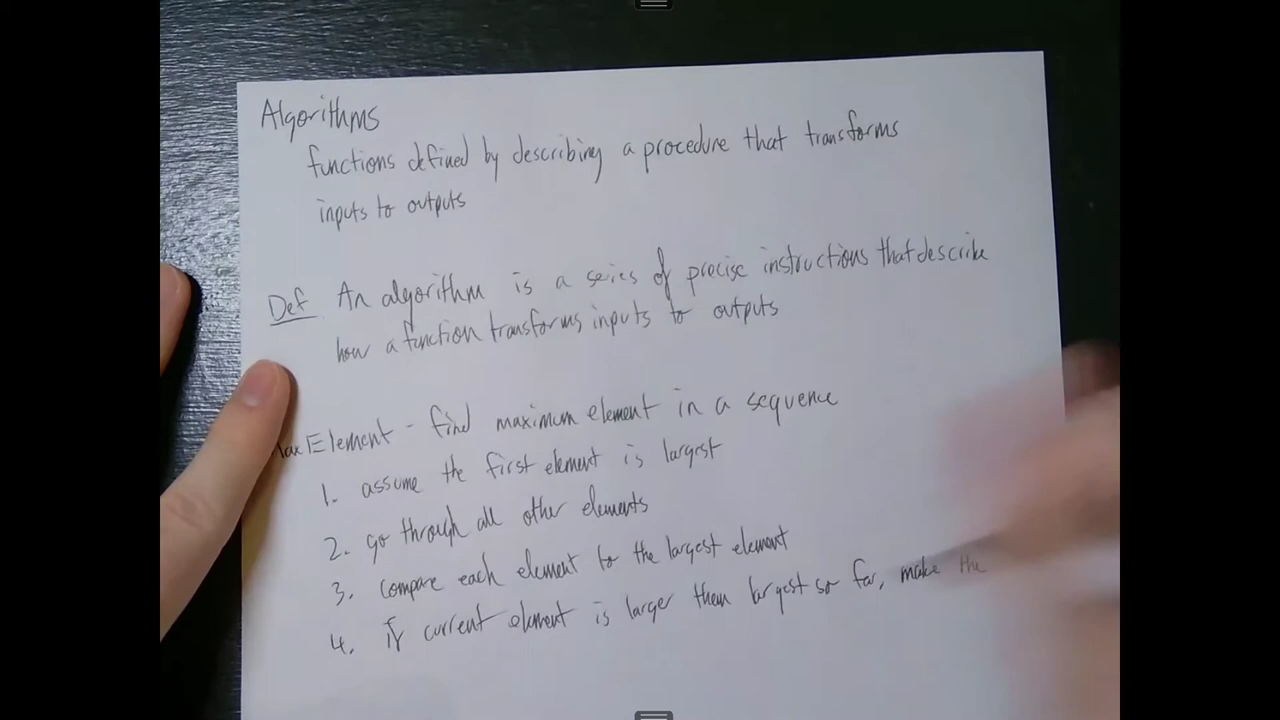 Algorithms
functions defined by describing a procedure that transforms
inputs to outputs
Def An algorithm is a series of precise instructions that describe
how a function transforms inputs to outputs
ax Element - find maximum element in a sequence
1. assume the first element is largest
2. go through all other elements
3. compare each element to the largest element
4. if current element is larger then largest so far, make the